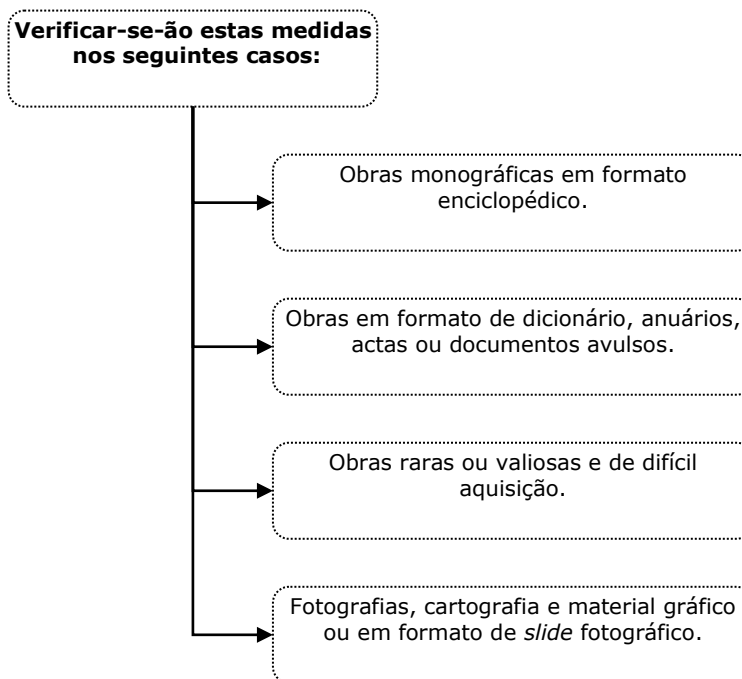 Verificar-se-ão estas medidas
nos seguintes casos:
Obras monográficas em formato
enciclopédico.
Obras em formato de dicionário, anuários,
actas ou documentos avulsos.
Obras raras ou valiosas e de difícil
aquisição.
Fotografias, cartografia e material gráfico
ou em formato de slide fotográfico.